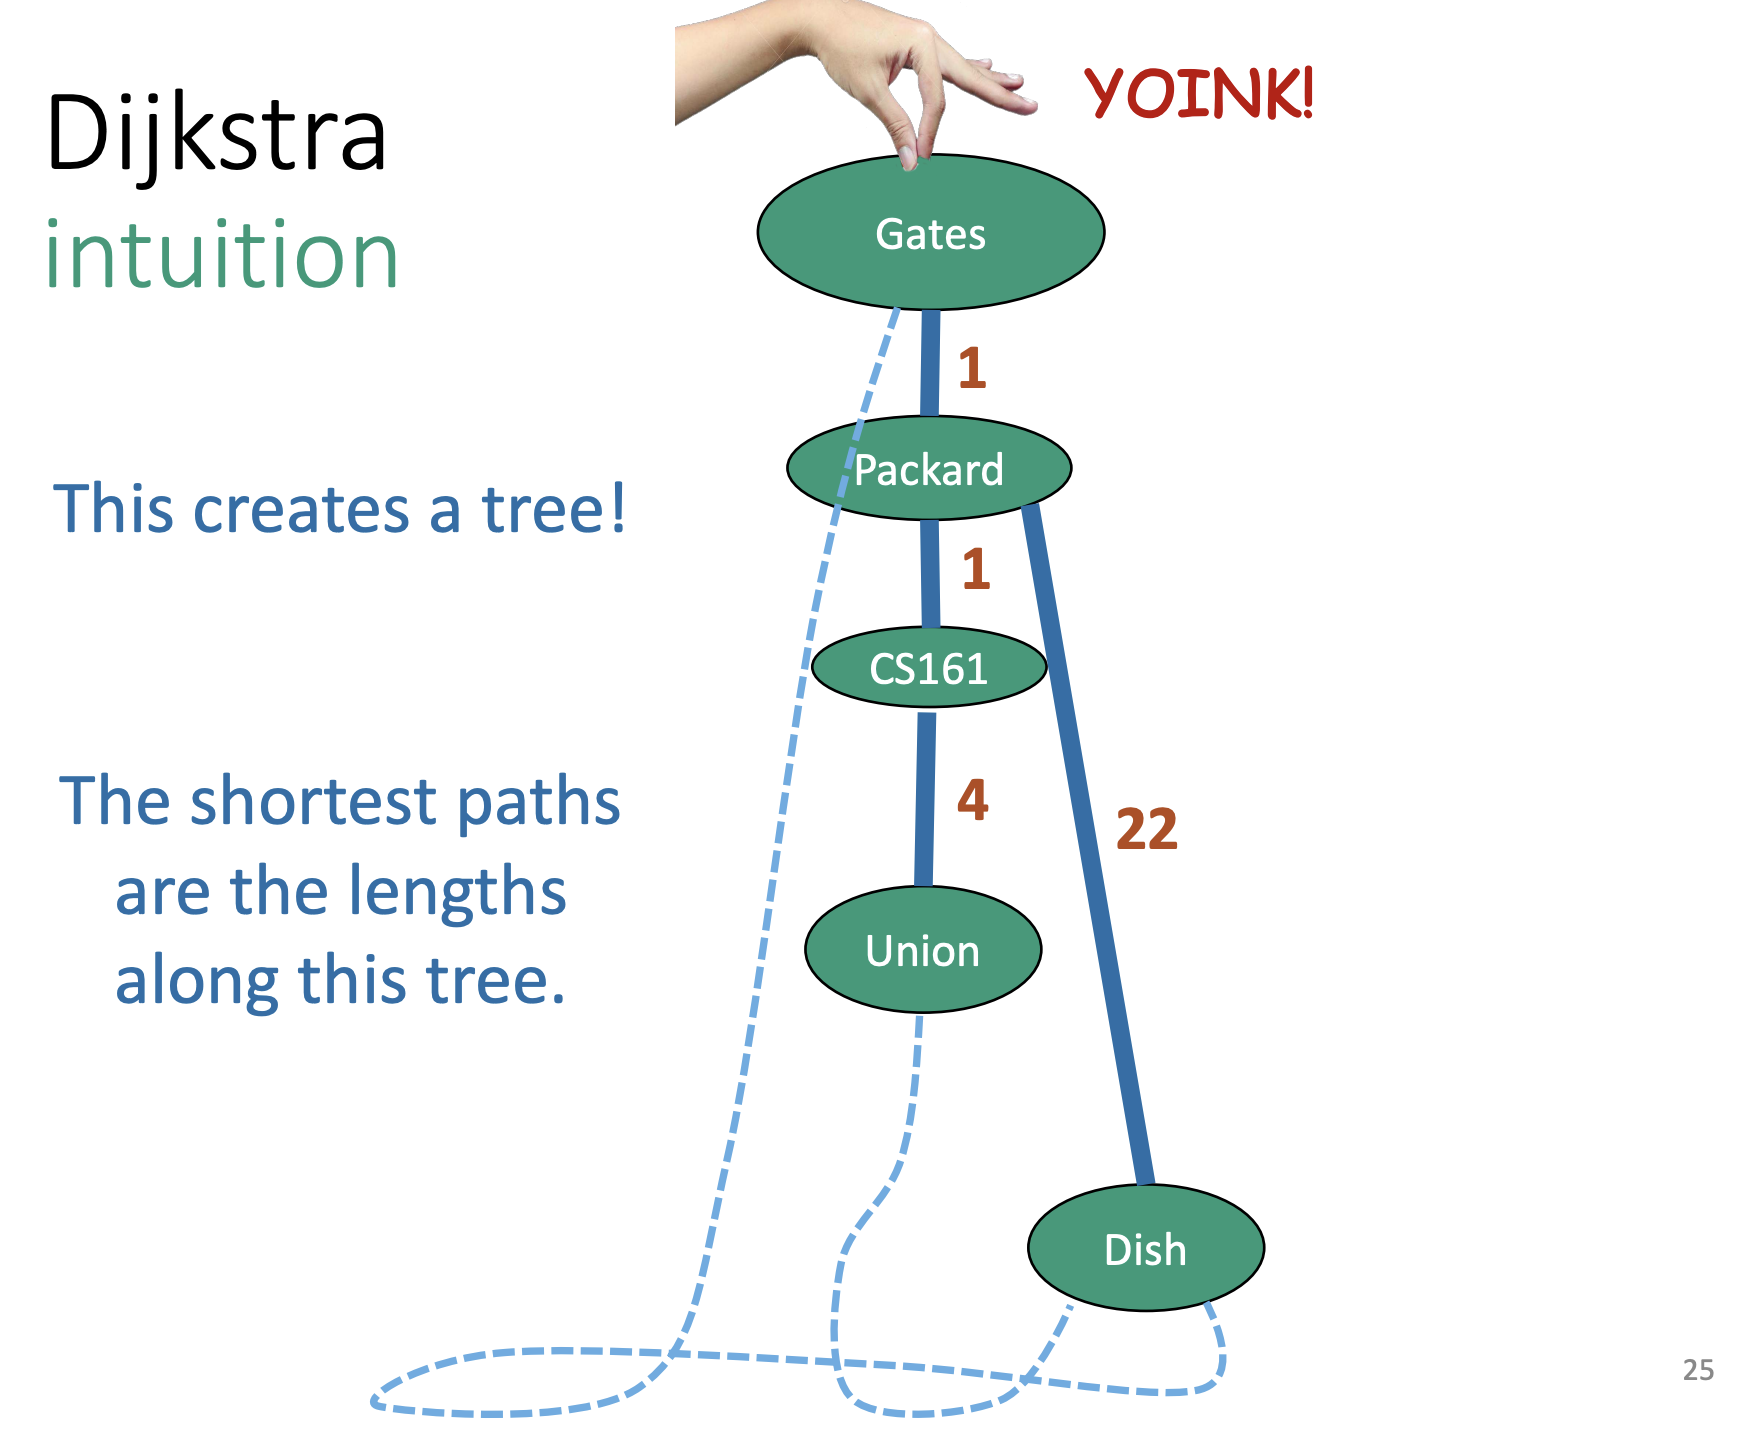 Dijkstra
intuition
YOINK!
This creates a tree!
The shortest paths
are the lengths
along this tree.
Gates
1
Packard
1
CS161
4
22
Union
Dish
25